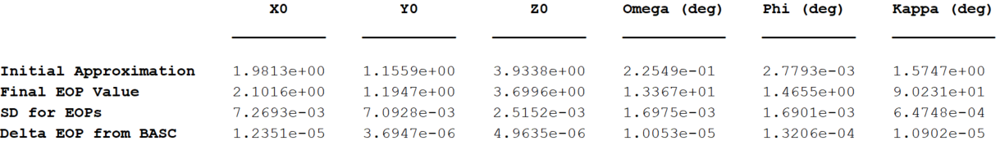 X0 Y0 Z0 Omega (deg) Phi (deg) Kappa (deg)
Initial Approximation 1.9813e+00 1.1559e+00 3.9338e+00 2.2549e-01 2.7793e-03 1.5747e+00
Final EOP Value 2.1016e+00 1.1947e+00 3.6996e+00 1.3367e+01 1.4655e+00 9.0231e+01
SD for EOPs 7.2693e-03 7.0928e-03 2.5152e-03 1.6975e-03 1.6901e-03 6.4748e-04
Delta EOP from BASC 1.2351e-05 3.6947e-06 4.9635e-06 1.0053e-05 1.3206e-04 1.0902e-05